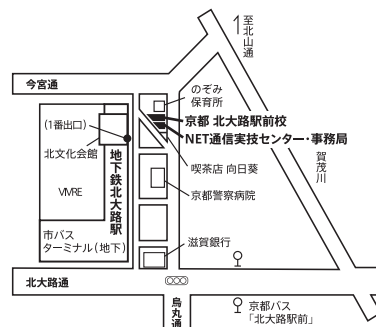 至北山通
今宮通
のぞみ
保育所
京都 北大路駅前校
NET通信実技センター・事務局
(1番出口)
北文化会館
地下鉄北大路駅
賀茂川
喫茶店 向日葵
VIVRE
京都警察病院
市バス
ターミナル(地下)
滋賀銀行
北大路通
烏丸通
京都バス
「北大路駅前」